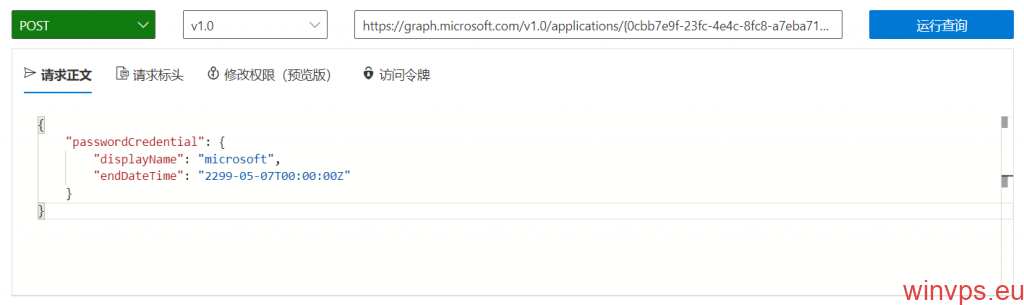 POST
v1.0
https://graph.microsoft.com/v1.0/applications/{0cbb7e9f-23fc-4e4c-8fc8-a7eba71...
运行查询
请求正文
请求标头
修改权限（预览版）
访问令牌
{
"passwordCredential": {
"displayName": "microsoft",
"endDateTime": "2299-05-07T00:00:00Z"
}
}
winvps.eu